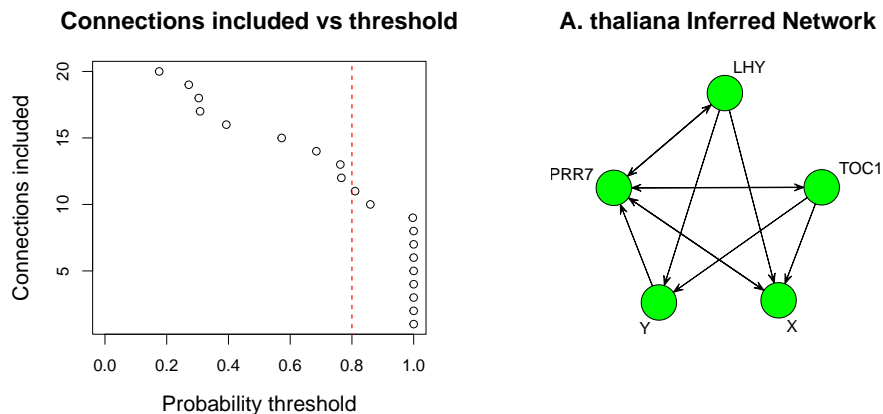 Connections included vs threshold
Connections included
20
15
10
5
0.0 0.2 0.4 0.6 0.8 1.0
Probability threshold
A. thaliana Inferred Network
LHY
PRR7
TOC1
Y
X